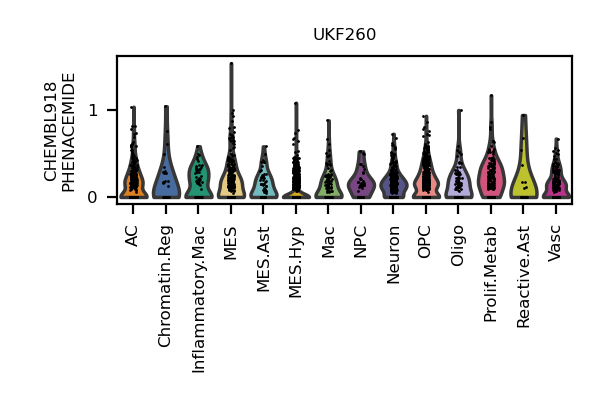 UKF260
CHEMBL918
PHENACEMIDE
1
0
AC
Chromatin.Reg
Inflammatory.Mac
MES
MES.Ast
MES.Hyp
Mac
NPC
Neuron
OPC
Oligo
Prolif.Metab
Reactive.Ast
Vasc